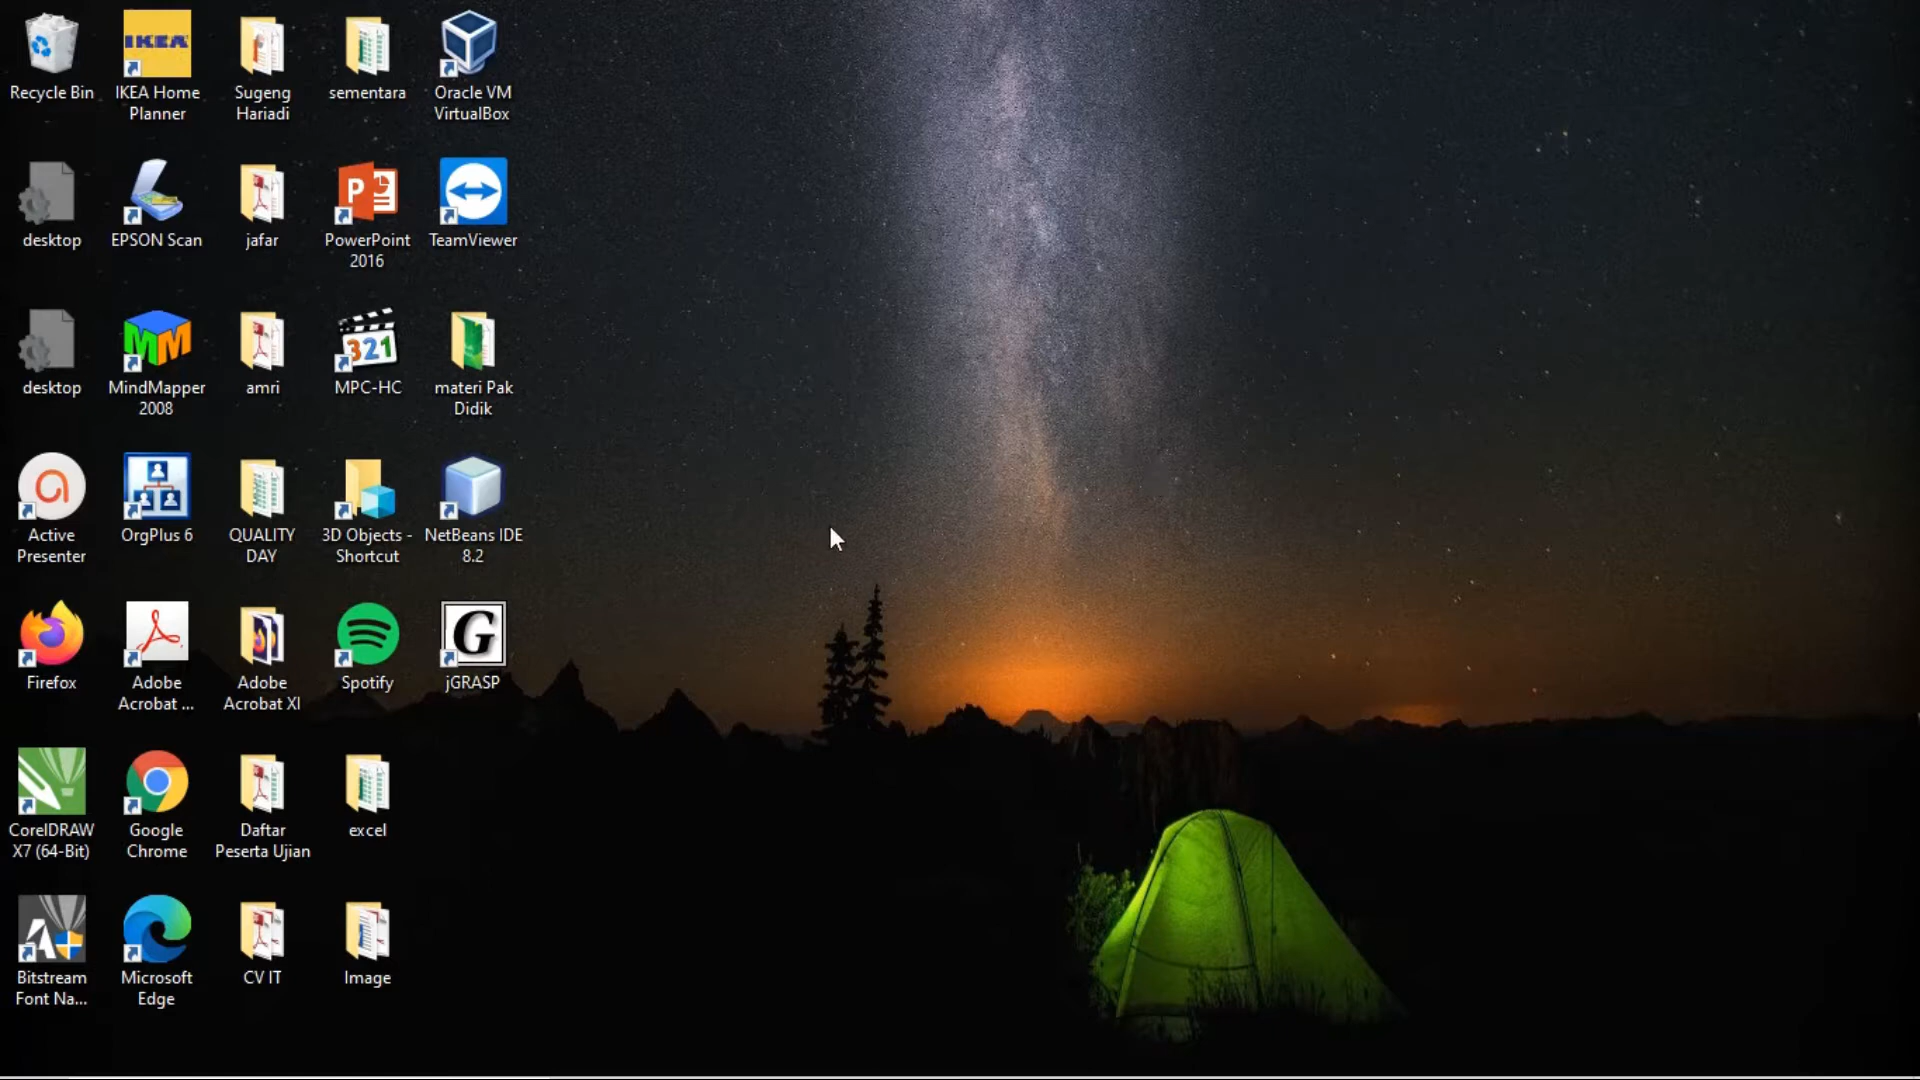 Recycle Bin
IKEA
IKEA Home
Planner
Sugeng
Hariadi
sementara
Oracle VM
VirtualBox
desktop
EPSON Scan
jafar
P
PowerPoint
2016
TeamViewer
desktop
MM
MindMapper
2008
amri
321
MPC-HC
materi Pak
Didik
a
Active
Presenter
OrgPlus 6
QUALITY
DAY
3D Objects -
Shortcut
NetBeans IDE
8.2
Firefox
Adobe
Acrobat ...
Adobe
Acrobat XI
Spotify
G
jGRASP
CorelDRAW
X7 (64-Bit)
Google
Chrome
Daftar
Peserta Ujian
excel
A
Bitstream
Font Na...
Microsoft
Edge
CV IT
Image